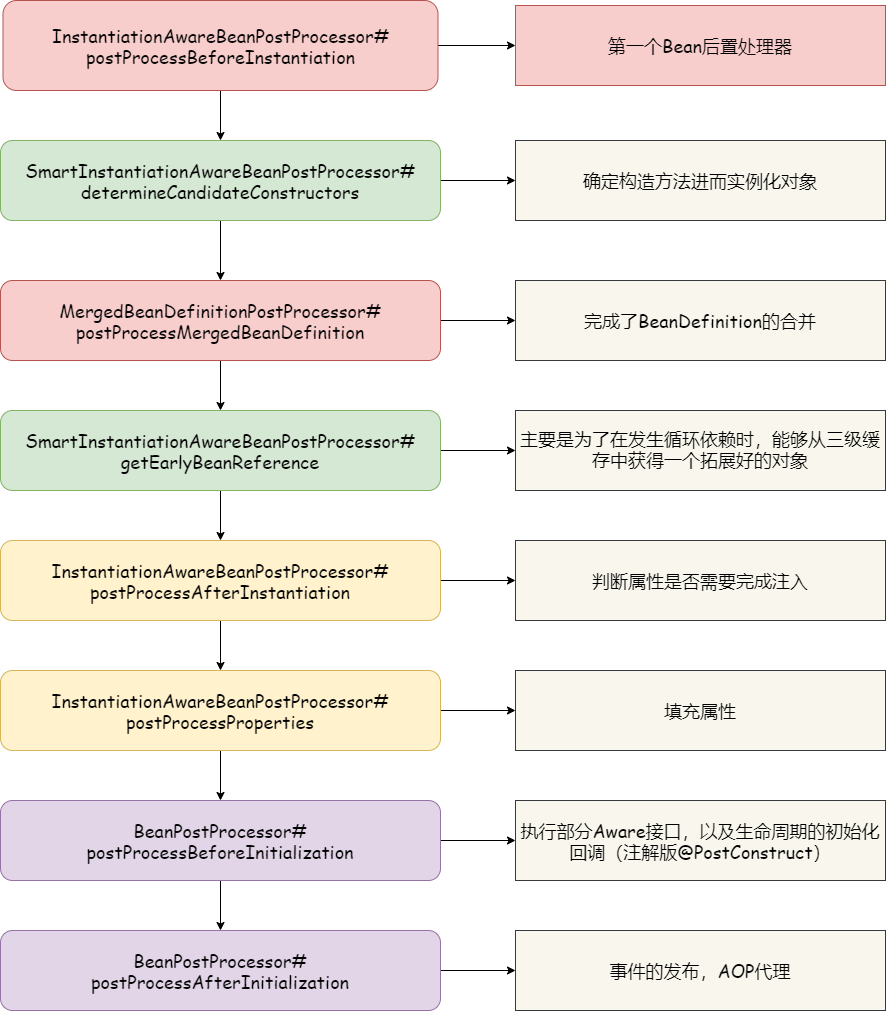 InstantiationAwareBeanPostProcessor#
postProcessBeforeInstantiation
第一个Bean后置处理器
SmartInstantiationAwareBeanPostProcessor#
determineCandidateConstructors
确定构造方法进而实例化对象
MergedBeanDefinitionPostProcessor#
postProcessMergedBeanDefinition
完成了BeanDefinition的合并
SmartInstantiationAwareBeanPostProcessor#
getEarlyBeanReference
主要是为了在发生循环依赖时，能够从三级缓
存中获得一个拓展好的对象
InstantiationAwareBeanPostProcessor#
postProcessAfterInstantiation
判断属性是否需要完成注入
InstantiationAwareBeanPostProcessor#
postProcessProperties
填充属性
BeanPostProcessor#
postProcessBeforeInitialization
执行部分Aware接口，以及生命周期的初始化
回调（注解版@PostConstruct）
BeanPostProcessor#
postProcessAfterInitialization
事件的发布，AOP代理